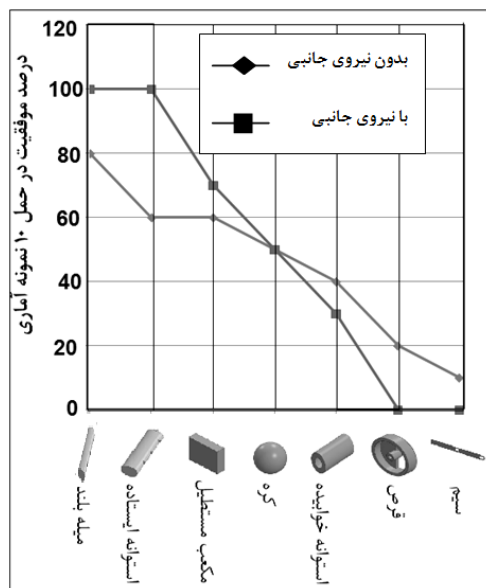 درصد موفقیت در حمل ۱۰ نمونه آماری
بدون نیروی جانبی
با نیروی جانبی
100
80
60
40
20
0
میله بلند
استوانه ایستاده
مکعب مستطیل
کره
استوانه خوابیده
قرص
سیم